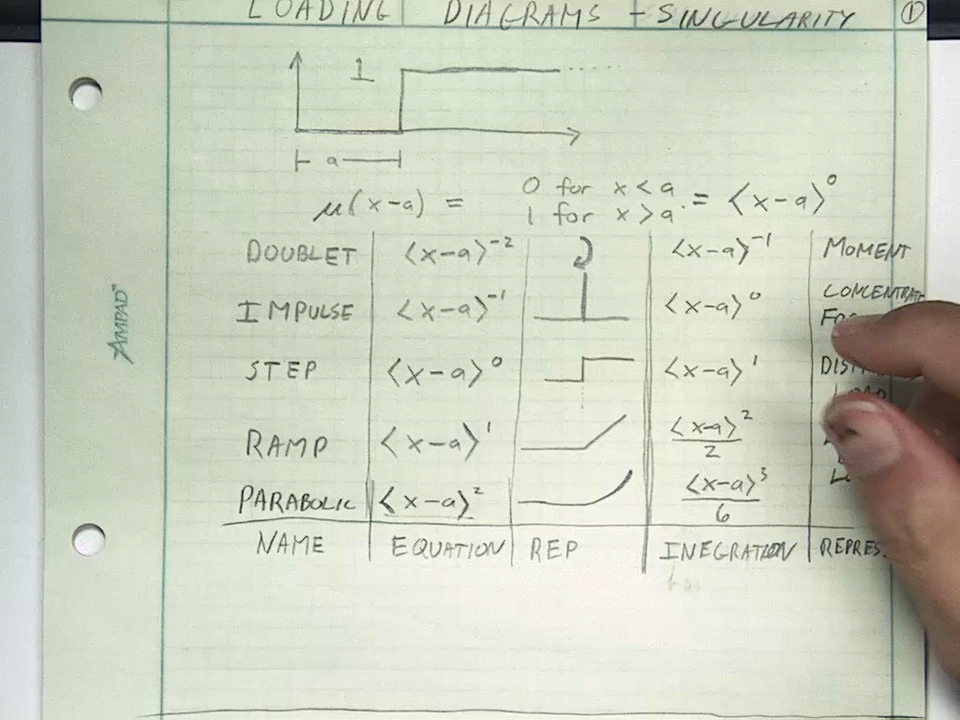 LOADING DIAGRAMS - SINGULARITY 1
1
a
μ(x-a) = 0 for x < a
1 for x > a = <x-a>⁰
DOUBLET <x-a>⁻² <x-a>⁻¹ MOMENT
IMPULSE <x-a>⁻¹ <x-a>⁰ CONCENTRAT
STEP <x-a>⁰ <x-a>¹
RAMP <x-a>¹ <x-a>²/2
PARABOLIC <x-a>² <x-a>³/6
NAME EQUATION REP INEGRATION REPRES.
AMPAD